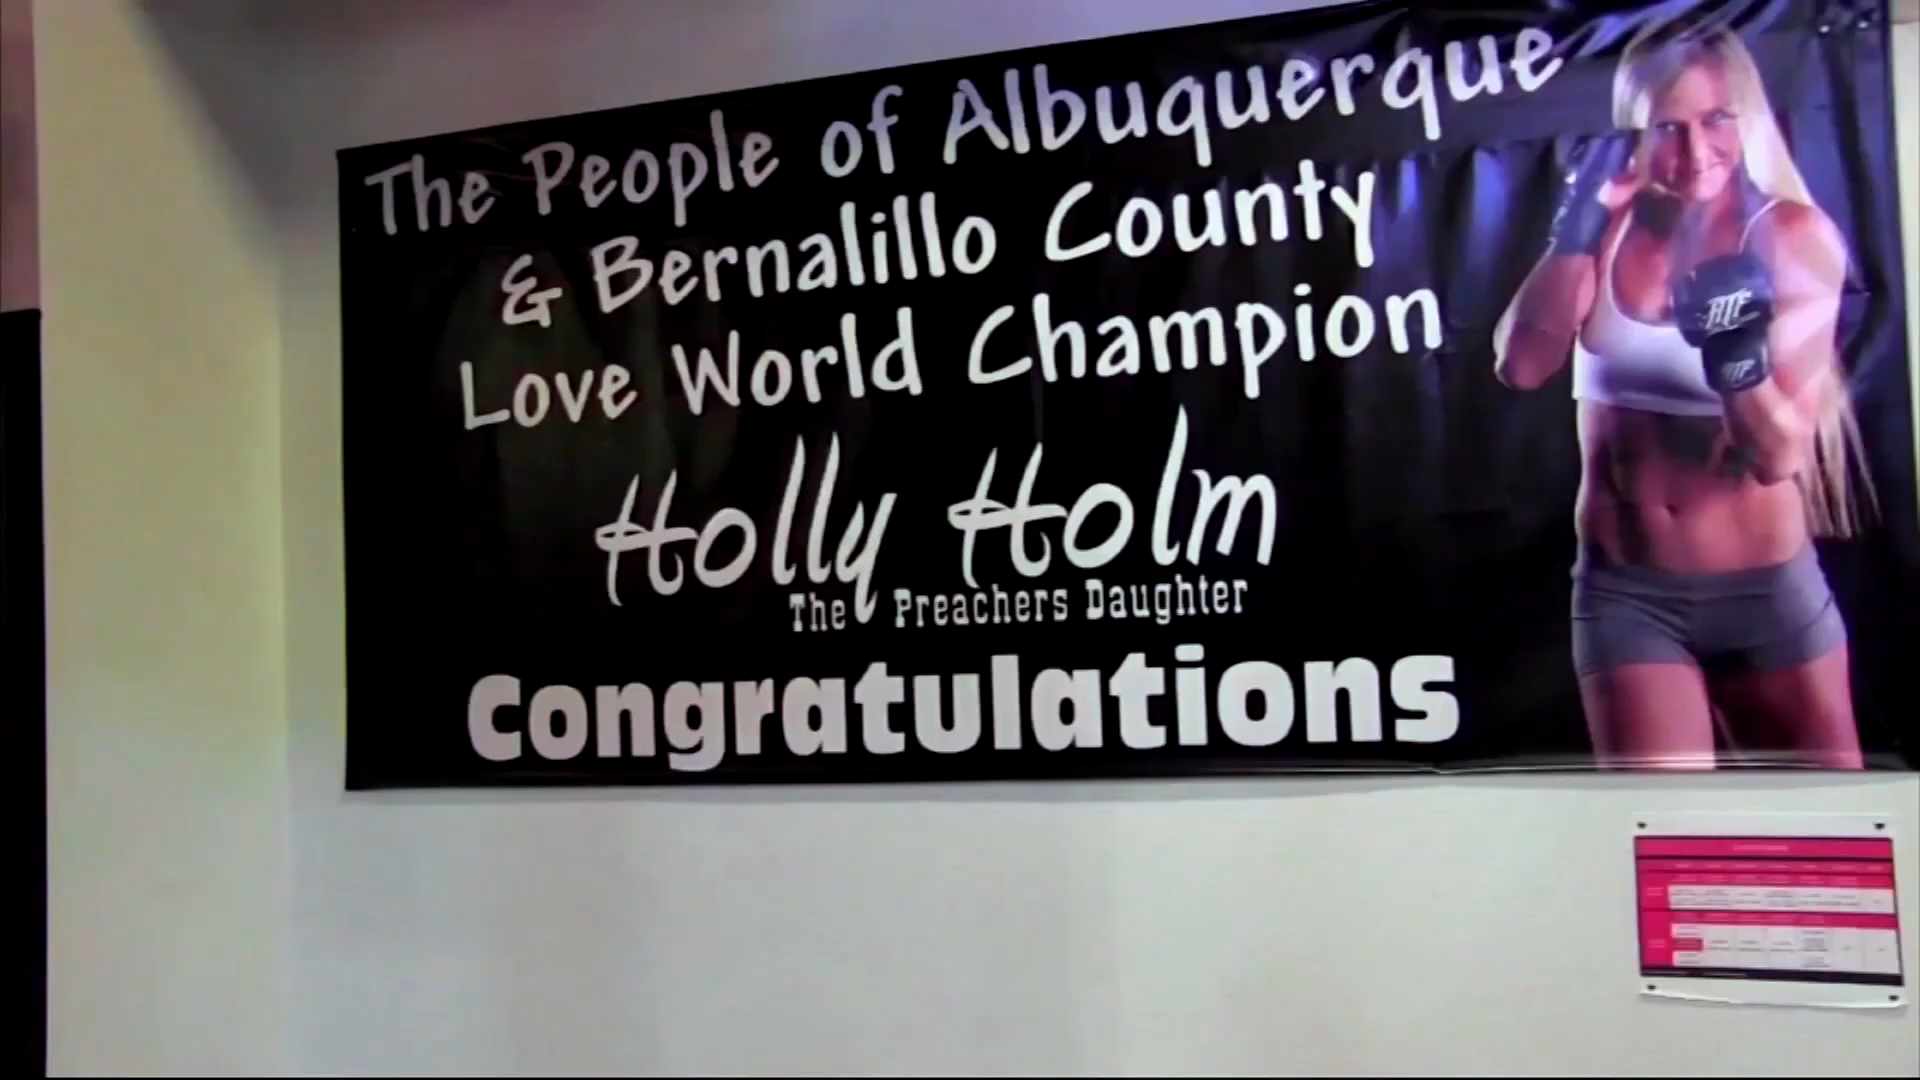 The People of Albuquerque
& Bernalillo County
Love World Champion
Holly Holm
The Preachers Daughter
Congratulations